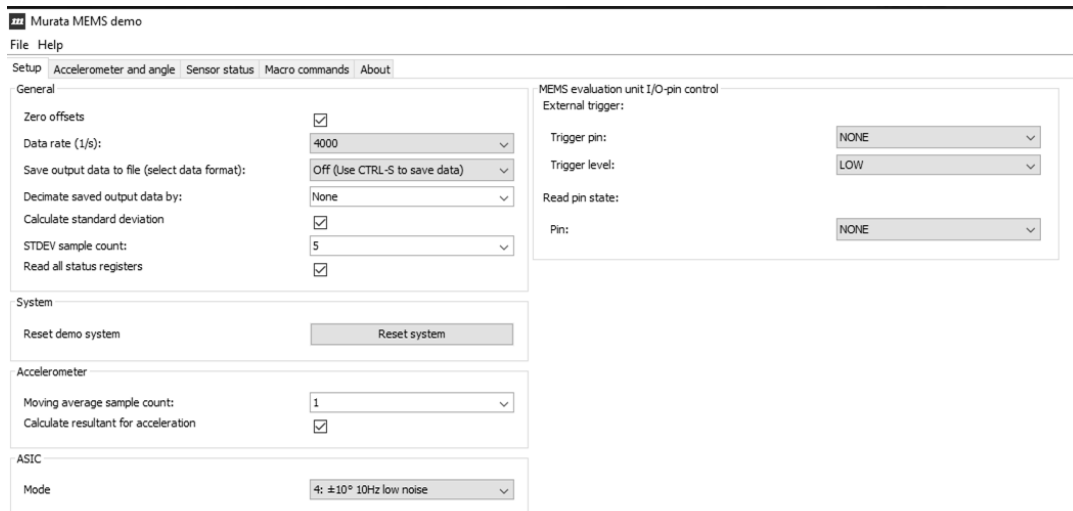 m Murata MEMS demo
File Help
Setup Accelerometer and angle Sensor status Macro commands About
General
Zero offsets
Data rate (1/s): 4000
Save output data to file (select data format): Off (Use CTRL-S to save data)
Decimate saved output data by: None
Calculate standard deviation
STDEV sample count: 5
Read all status registers
System
Reset demo system Reset system
Accelerometer
Moving average sample count: 1
Calculate resultant for acceleration
ASIC
Mode 4: ±10° 10Hz low noise
MEMS evaluation unit I/O-pin control
External trigger:
Trigger pin: NONE
Trigger level: LOW
Read pin state:
Pin: NONE